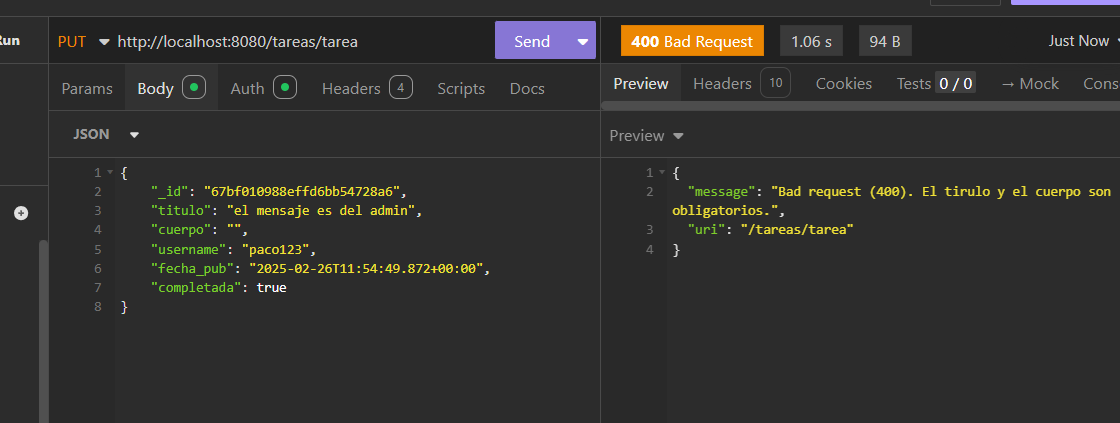 Run
PUT http://localhost:8080/tareas/tarea Send
400 Bad Request 1.06 s 94 B Just Now
Params Body Auth Headers 4 Scripts Docs
Preview Headers 10 Cookies Tests 0 / 0 → Mock Cons
JSON
Preview
1 {
2 "_id": "67bf010988effd6bb54728a6",
3 "titulo": "el mensaje es del admin",
4 "cuerpo": "",
5 "username": "paco123",
6 "fecha_pub": "2025-02-26T11:54:49.872+00:00",
7 "completada": true
8 }
1 {
2 "message": "Bad request (400). El tirulo y el cuerpo son
obligatorios.",
3 "uri": "/tareas/tarea"
4 }